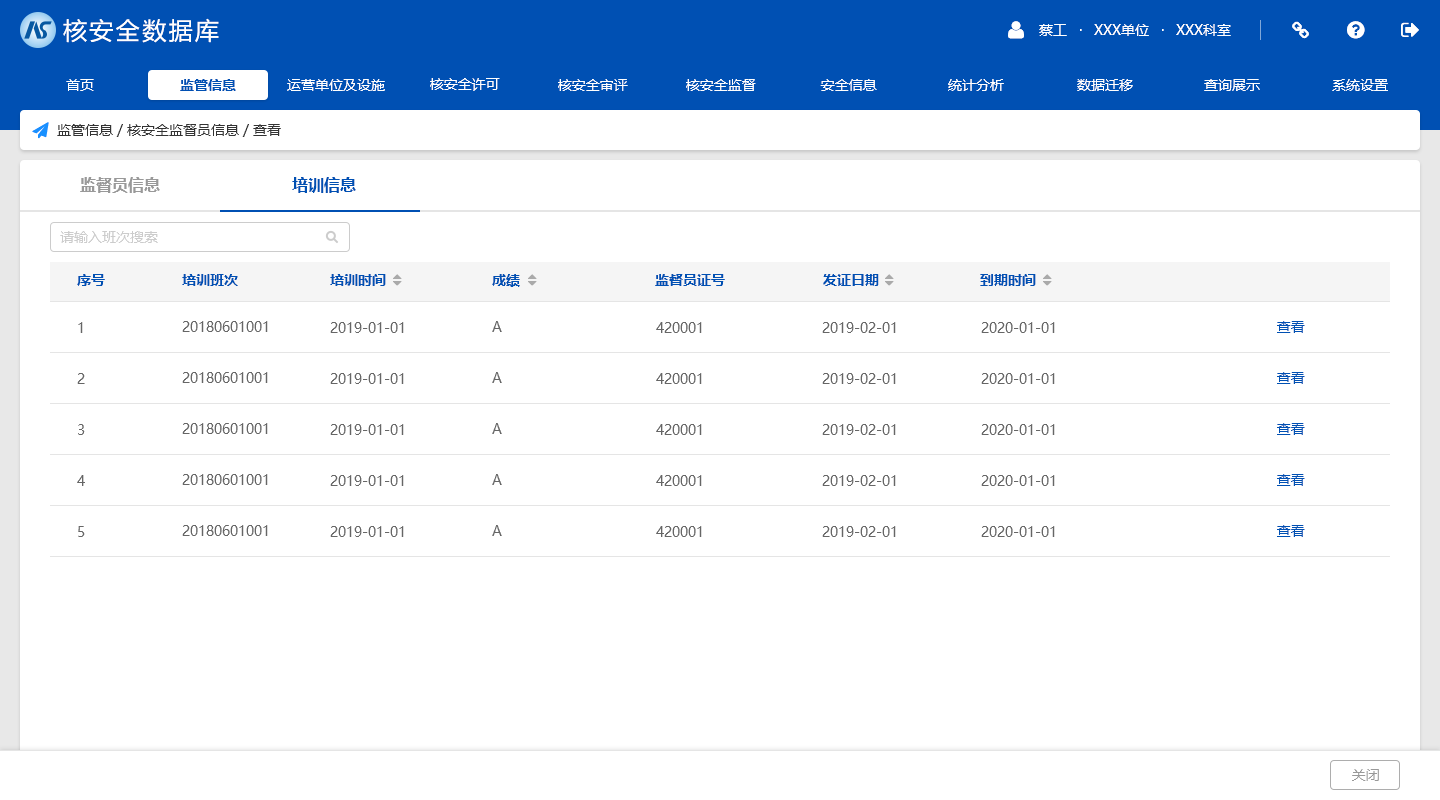 核安全数据库
蔡工 · XXX单位 · XXX科室
首页 监管信息 运营单位及设施 核安全许可 核安全审评 核安全监督 安全信息 统计分析 数据迁移 查询展示 系统设置
监管信息 / 核安全监督员信息 / 查看
监督员信息 培训信息
请输入班次搜索
序号 培训班次 培训时间 成绩 监督员证号 发证日期 到期时间
1 20180601001 2019-01-01 A 420001 2019-02-01 2020-01-01 查看
2 20180601001 2019-01-01 A 420001 2019-02-01 2020-01-01 查看
3 20180601001 2019-01-01 A 420001 2019-02-01 2020-01-01 查看
4 20180601001 2019-01-01 A 420001 2019-02-01 2020-01-01 查看
5 20180601001 2019-01-01 A 420001 2019-02-01 2020-01-01 查看
关闭